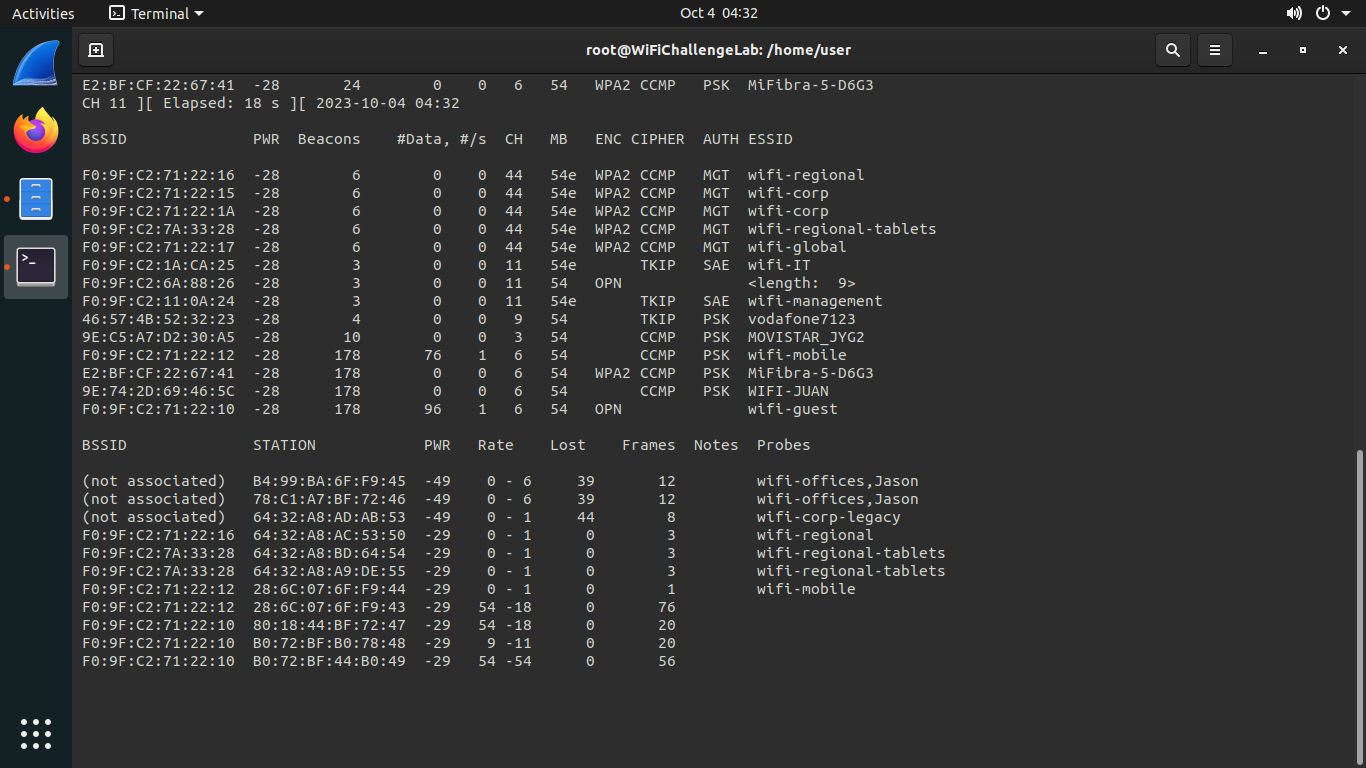 Activities Terminal Oct 4 04:32
root@WiFiChallengeLab: /home/user
E2:BF:CF:22:67:41 -28 24 0 0 6 54 WPA2 CCMP PSK MiFibra-5-D6G3
CH 11 ][ Elapsed: 18 s ][ 2023-10-04 04:32
BSSID PWR Beacons #Data, #/s CH MB ENC CIPHER AUTH ESSID
F0:9F:C2:71:22:16 -28 6 0 0 44 54e WPA2 CCMP MGT wifi-regional
F0:9F:C2:71:22:15 -28 6 0 0 44 54e WPA2 CCMP MGT wifi-corp
F0:9F:C2:71:22:1A -28 6 0 0 44 54e WPA2 CCMP MGT wifi-corp
F0:9F:C2:7A:33:28 -28 6 0 0 44 54e WPA2 CCMP MGT wifi-regional-tablets
F0:9F:C2:71:22:17 -28 6 0 0 44 54e WPA2 CCMP MGT wifi-global
F0:9F:C2:1A:CA:25 -28 3 0 0 11 54e TKIP SAE wifi-IT
F0:9F:C2:6A:88:26 -28 3 0 0 11 54 OPN <length: 9>
F0:9F:C2:11:0A:24 -28 3 0 0 11 54e TKIP SAE wifi-management
46:57:4B:52:32:23 -28 4 0 0 9 54 TKIP PSK vodafone7123
9E:C5:A7:D2:30:A5 -28 10 0 0 3 54 CCMP PSK MOVISTAR_JYG2
F0:9F:C2:71:22:12 -28 178 76 1 6 54 CCMP PSK wifi-mobile
E2:BF:CF:22:67:41 -28 178 0 0 6 54 WPA2 CCMP PSK MiFibra-5-D6G3
9E:74:2D:69:46:5C -28 178 0 0 6 54 CCMP PSK WIFI-JUAN
F0:9F:C2:71:22:10 -28 178 96 1 6 54 OPN wifi-guest
BSSID STATION PWR Rate Lost Frames Notes Probes
(not associated) B4:99:BA:6F:F9:45 -49 0 - 6 39 12 wifi-offices,Jason
(not associated) 78:C1:A7:BF:72:46 -49 0 - 6 39 12 wifi-offices,Jason
(not associated) 64:32:A8:AD:AB:53 -49 0 - 1 44 8 wifi-corp-legacy
F0:9F:C2:71:22:16 64:32:A8:AC:53:50 -29 0 - 1 0 3 wifi-regional
F0:9F:C2:7A:33:28 64:32:A8:BD:64:54 -29 0 - 1 0 3 wifi-regional-tablets
F0:9F:C2:7A:33:28 64:32:A8:A9:DE:55 -29 0 - 1 0 3 wifi-regional-tablets
F0:9F:C2:71:22:12 28:6C:07:6F:F9:44 -29 0 - 1 0 1 wifi-mobile
F0:9F:C2:71:22:12 28:6C:07:6F:F9:43 -29 54 -18 0 76
F0:9F:C2:71:22:10 80:18:44:BF:72:47 -29 54 -18 0 20
F0:9F:C2:71:22:10 B0:72:BF:B0:78:48 -29 9 -11 0 20
F0:9F:C2:71:22:10 B0:72:BF:44:B0:49 -29 54 -54 0 56